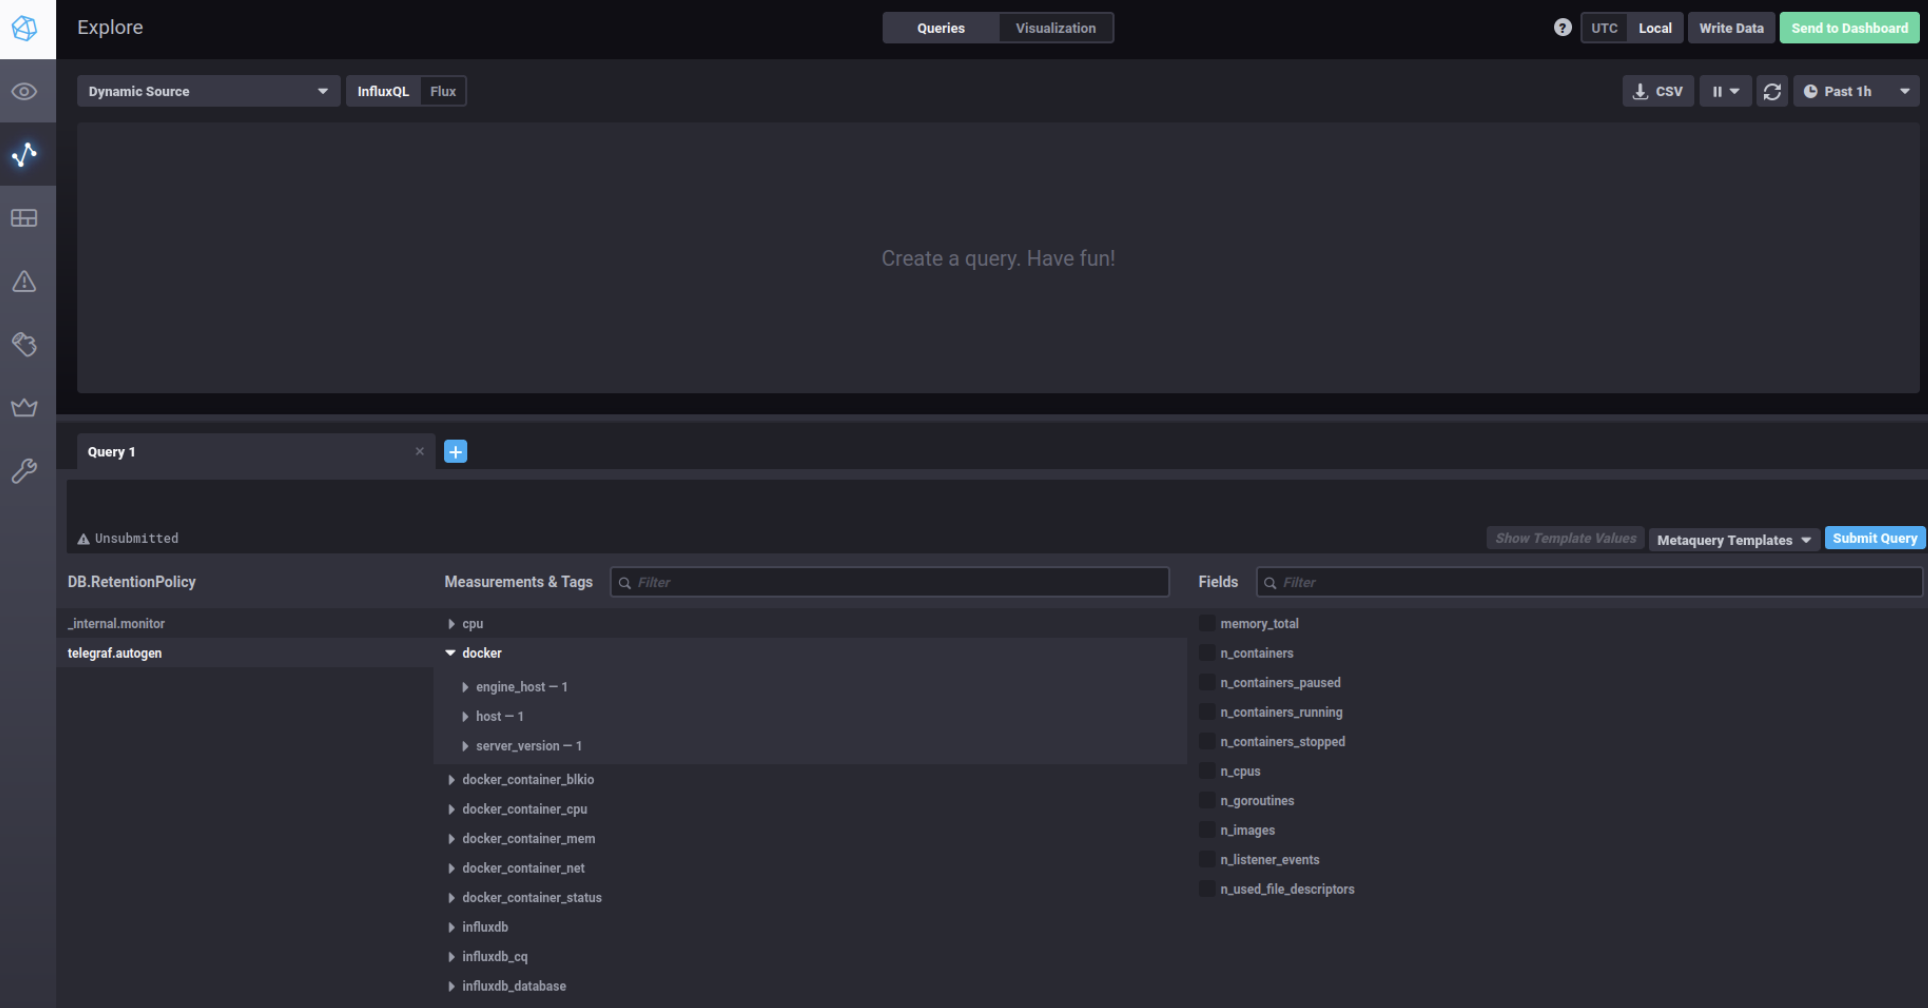 Explore
Queries
Visualization
?
UTC
Local
Write Data
Send to Dashboard
Dynamic Source
InfluxQL
Flux
CSV
Past 1h
Create a query. Have fun!
Query 1
Unsubmitted
Show Template Values
Metaquery Templates
Submit Query
DB.RetentionPolicy
_internal.monitor
telegraf.autogen
Measurements & Tags
Filter
cpu
docker
engine_host — 1
host — 1
server_version — 1
docker_container_blkio
docker_container_cpu
docker_container_mem
docker_container_net
docker_container_status
influxdb
influxdb_cq
influxdb_database
Fields
Filter
memory_total
n_containers
n_containers_paused
n_containers_running
n_containers_stopped
n_cpus
n_goroutines
n_images
n_listener_events
n_used_file_descriptors